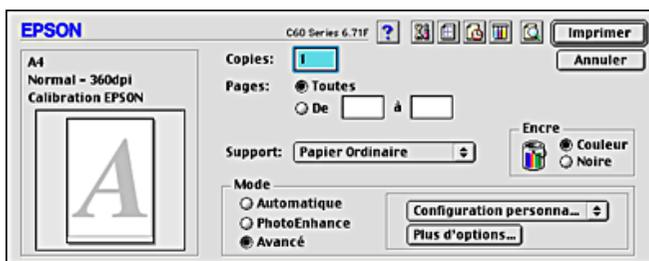 EPSON
C60 Series 6.71F
?
Imprimer
A4
Normal - 360dpi
Calibration EPSON
A
Copies: 1
Annuler
Pages: Toutes
De à
Support: Papier Ordinaire
Encre
Couleur
Noire
Mode
Automatique
PhotoEnhance
Avancé
Configuration personna...
Plus d'options...